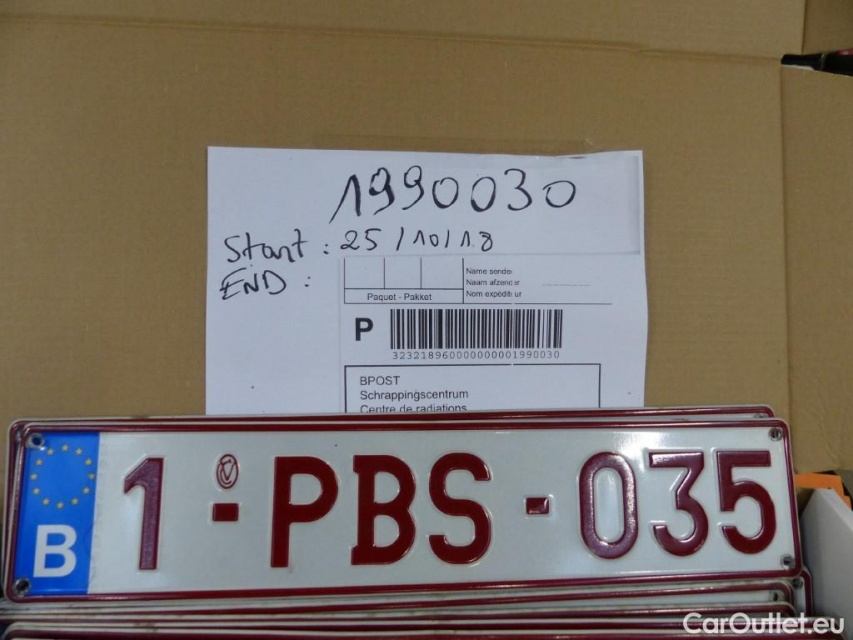 1990030
Start : 25/10/18
END :
Name sender
Naam afzender
Nom expéditeur
Paquet - Pakket
P
323218960000000001990030
BPOST
Schrappingscentrum
Centre de radiations
B
1-PBS-035
CarOutlet.eu